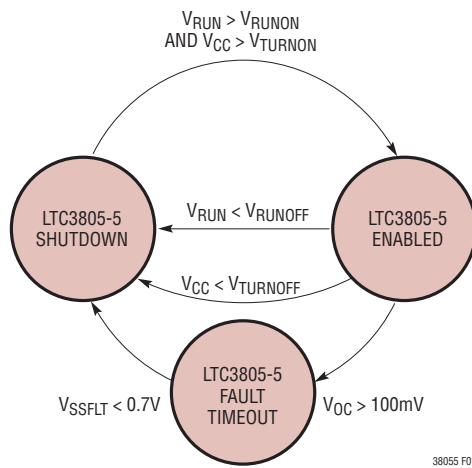 VRUN > VRUNON
AND VCC > VTURNON
LTC3805-5
SHUTDOWN
VRUN < VRUNOFF
LTC3805-5
ENABLED
VCC < VTURNOFF
LTC3805-5
FAULT
TIMEOUT
VSSFLT < 0.7V
VOC > 100mV
38055 F0